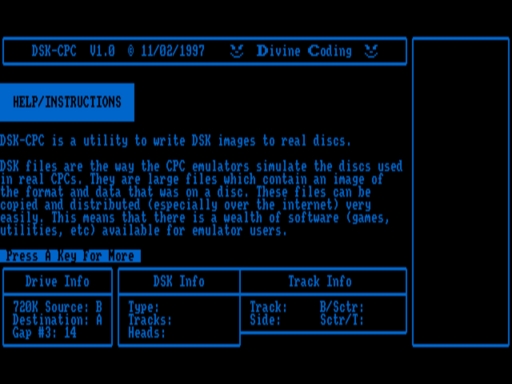 DSK-CPC V1.0 © 11/02/1997 Divine Coding
HELP/INSTRUCTIONS
DSK-CPC is a utility to write DSK images to real discs.
DSK files are the way the CPC emulators simulate the discs used
in real CPCs. They are large files which contain an image of
the format and data that was on a disc. These files can be
copied and distributed (especially over the internet) very
easily. This means that there is a wealth of software (games,
utilities, etc) available for emulator users.
Press A Key For More
Drive Info
720K Source: B
Destination: A
Gap #3: 14
DSK Info
Type:
Tracks:
Heads:
Track Info
Track: B/Sctr:
Side: Sctr/T: